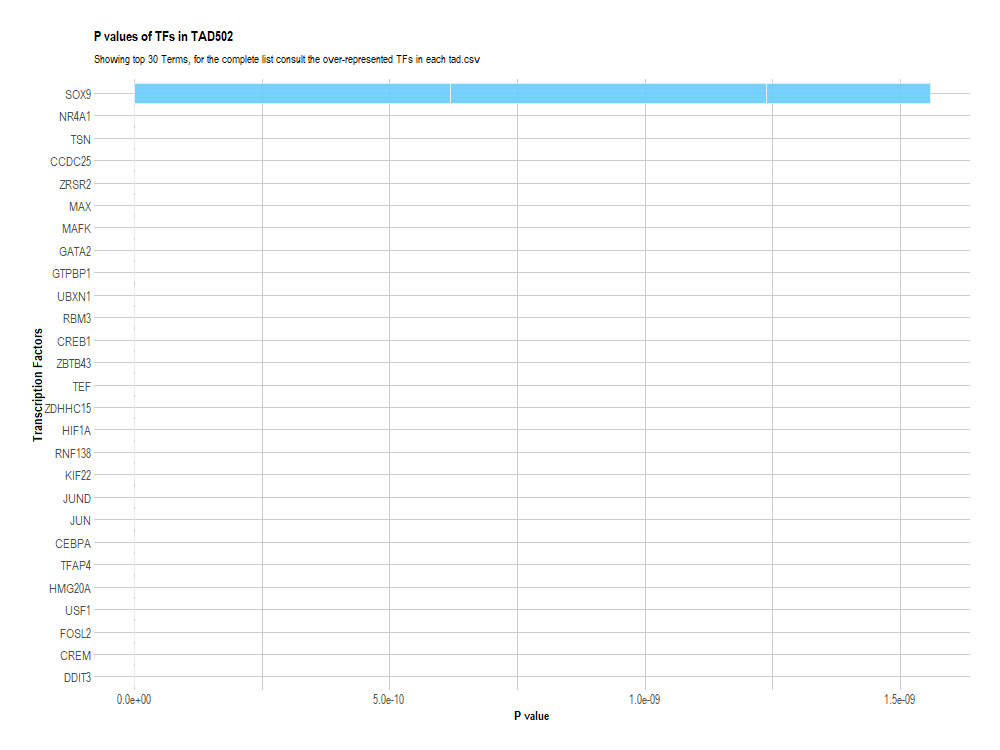 P values of TFs in TAD502
Showing top 30 Terms, for the complete list consult the over-represented TFs in each tad.csv
Transcription Factors
SOX9
NR4A1
TSN
CCDC25
ZRSR2
MAX
MAFK
GATA2
GTPBP1
UBXN1
RBM3
CREB1
ZBTB43
TEF
ZDHHC15
HIF1A
RNF138
KIF22
JUND
JUN
CEBPA
TFAP4
HMG20A
USF1
FOSL2
CREM
DDIT3
0.0e+00 5.0e-10 1.0e-09 1.5e-09
P value